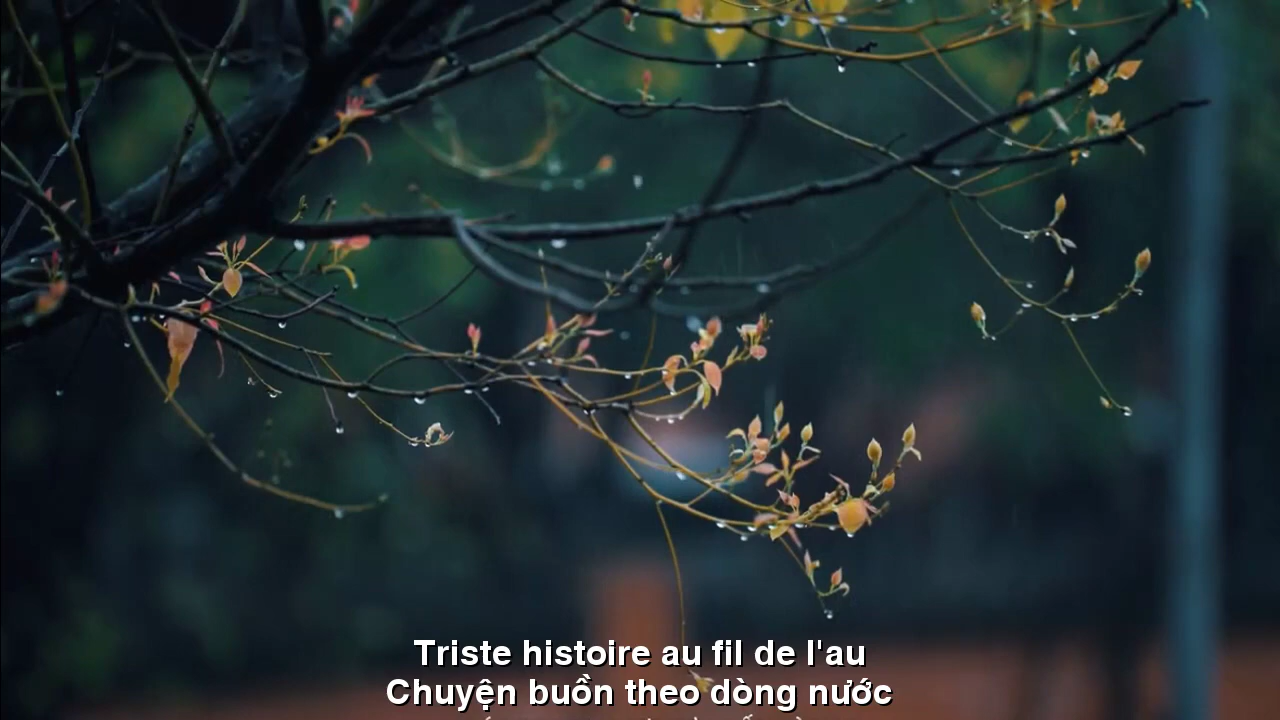 Triste histoire au fil de l'au
Chuyện buồn theo dòng nước